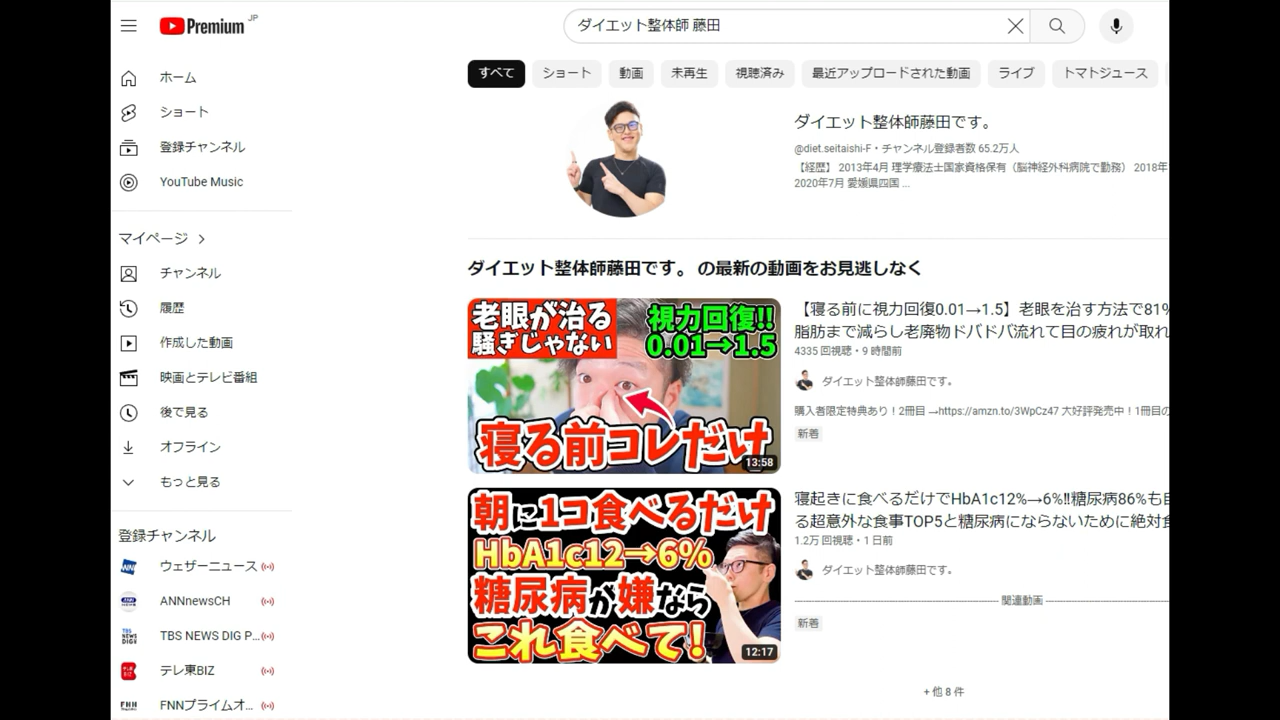 Premium JP
ダイエット整体師 藤田
ホーム
ショート
登録チャンネル
YouTube Music
マイページ
チャンネル
履歴
作成した動画
映画とテレビ番組
後で見る
オフライン
もっと見る
登録チャンネル
ウェザーニュース
ANNnewsCH
TBS NEWS DIG P...
テレ東BIZ
FNNプライムオ...
すべて
ショート
動画
未再生
視聴済み
最近アップロードされた動画
ライブ
トマトジュース
ダイエット整体師藤田です。
@diet.seitaishi-F・チャンネル登録者数 65.2万人
【経歴】 2013年4月 理学療法士国家資格保有（脳神経外科病院で勤務） 2018年
2020年7月 愛媛県四国 ...
ダイエット整体師藤田です。 の最新の動画をお見逃しなく
老眼が治る
騒ぎじゃない
視力回復!!
0.01→1.5
寝る前コレだけ
13:58
【寝る前に視力回復0.01→1.5】老眼を治す方法で81%
脂肪まで減らし老廃物ドバドバ流れて目の疲れが取れ
4335 回視聴・9 時間前
ダイエット整体師藤田です。
購入者限定特典あり！2冊目 →https://amzn.to/3WpCz47 大好評発売中！1冊目の
新着
朝に1コ食べるだけ
HbA1c12→6%
糖尿病が嫌なら
これ食べて!
12:17
寝起きに食べるだけでHbA1c12%→6%‼糖尿病86%も
る超意外な食事TOP5と糖尿病にならないために絶対食
1.2万 回視聴・1 日前
ダイエット整体師藤田です。
関連動画
新着
+ 他 8 件